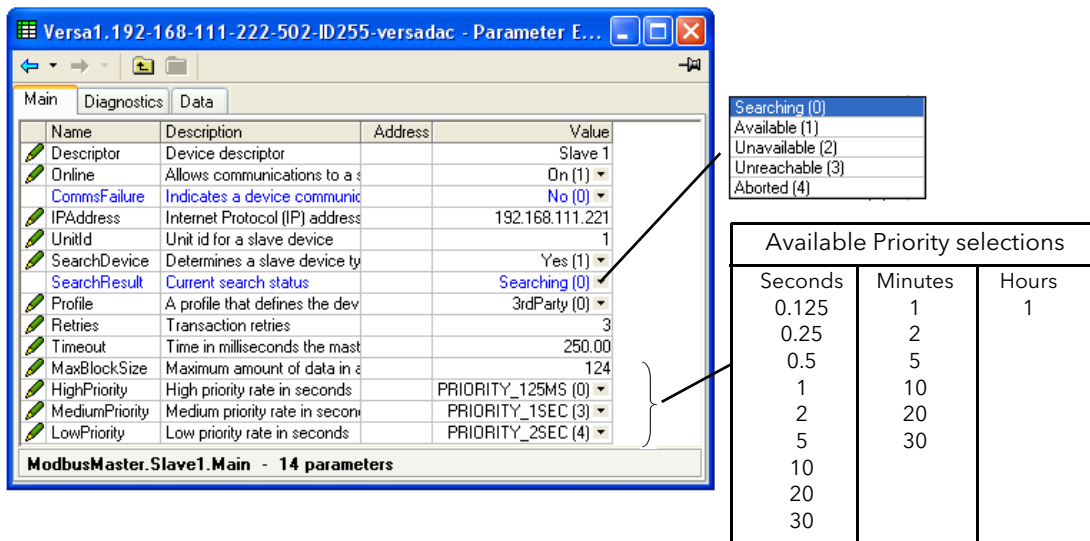 Versa1.192-168-111-222-502-ID255-versadac - Parameter E...
Main Diagnostics Data
Name Description Address Value
Descriptor Device descriptor Slave 1
Online Allows communications to a s On (1)
CommsFailure Indicates a device communic No (0)
IPAddress Internet Protocol (IP) address 192.168.111.221
UnitId Unit id for a slave device 1
SearchDevice Determines a slave device ty Yes (1)
SearchResult Current search status Searching (0)
Profile A profile that defines the dev 3rdParty (0)
Retries Transaction retries 3
Timeout Time in milliseconds the mast 250.00
MaxBlockSize Maximum amount of data in a 124
HighPriority High priority rate in seconds PRIORITY_125MS (0)
MediumPriority Medium priority rate in secon PRIORITY_1SEC (3)
LowPriority Low priority rate in seconds PRIORITY_2SEC (4)
ModbusMaster.Slave1.Main - 14 parameters
Searching (0)
Available (1)
Unavailable (2)
Unreachable (3)
Aborted (4)
Available Priority selections
Seconds Minutes Hours
0.125 1 1
0.25 2
0.5 5
1 10
2 20
5 30
10
20
30